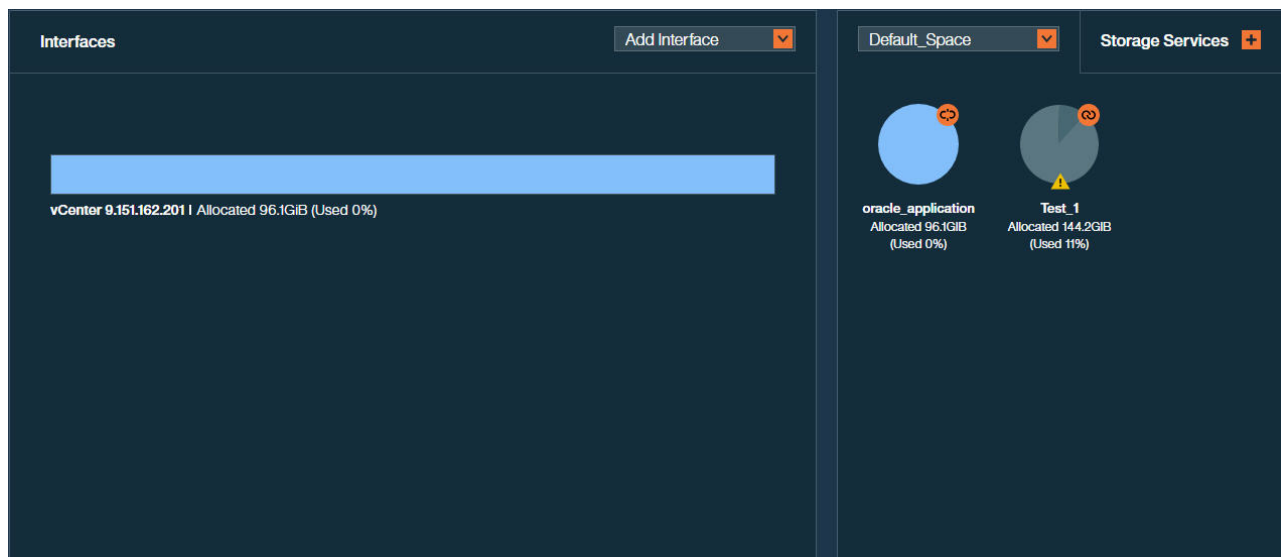 Interfaces
Add Interface
vCenter 9.151.162.201 | Allocated 96.1GiB (Used 0%)
Default_Space
Storage Services
oracle_application
Allocated 96.1GIB
(Used 0%)
Test_1
Allocated 144.2GIB
(Used 11%)